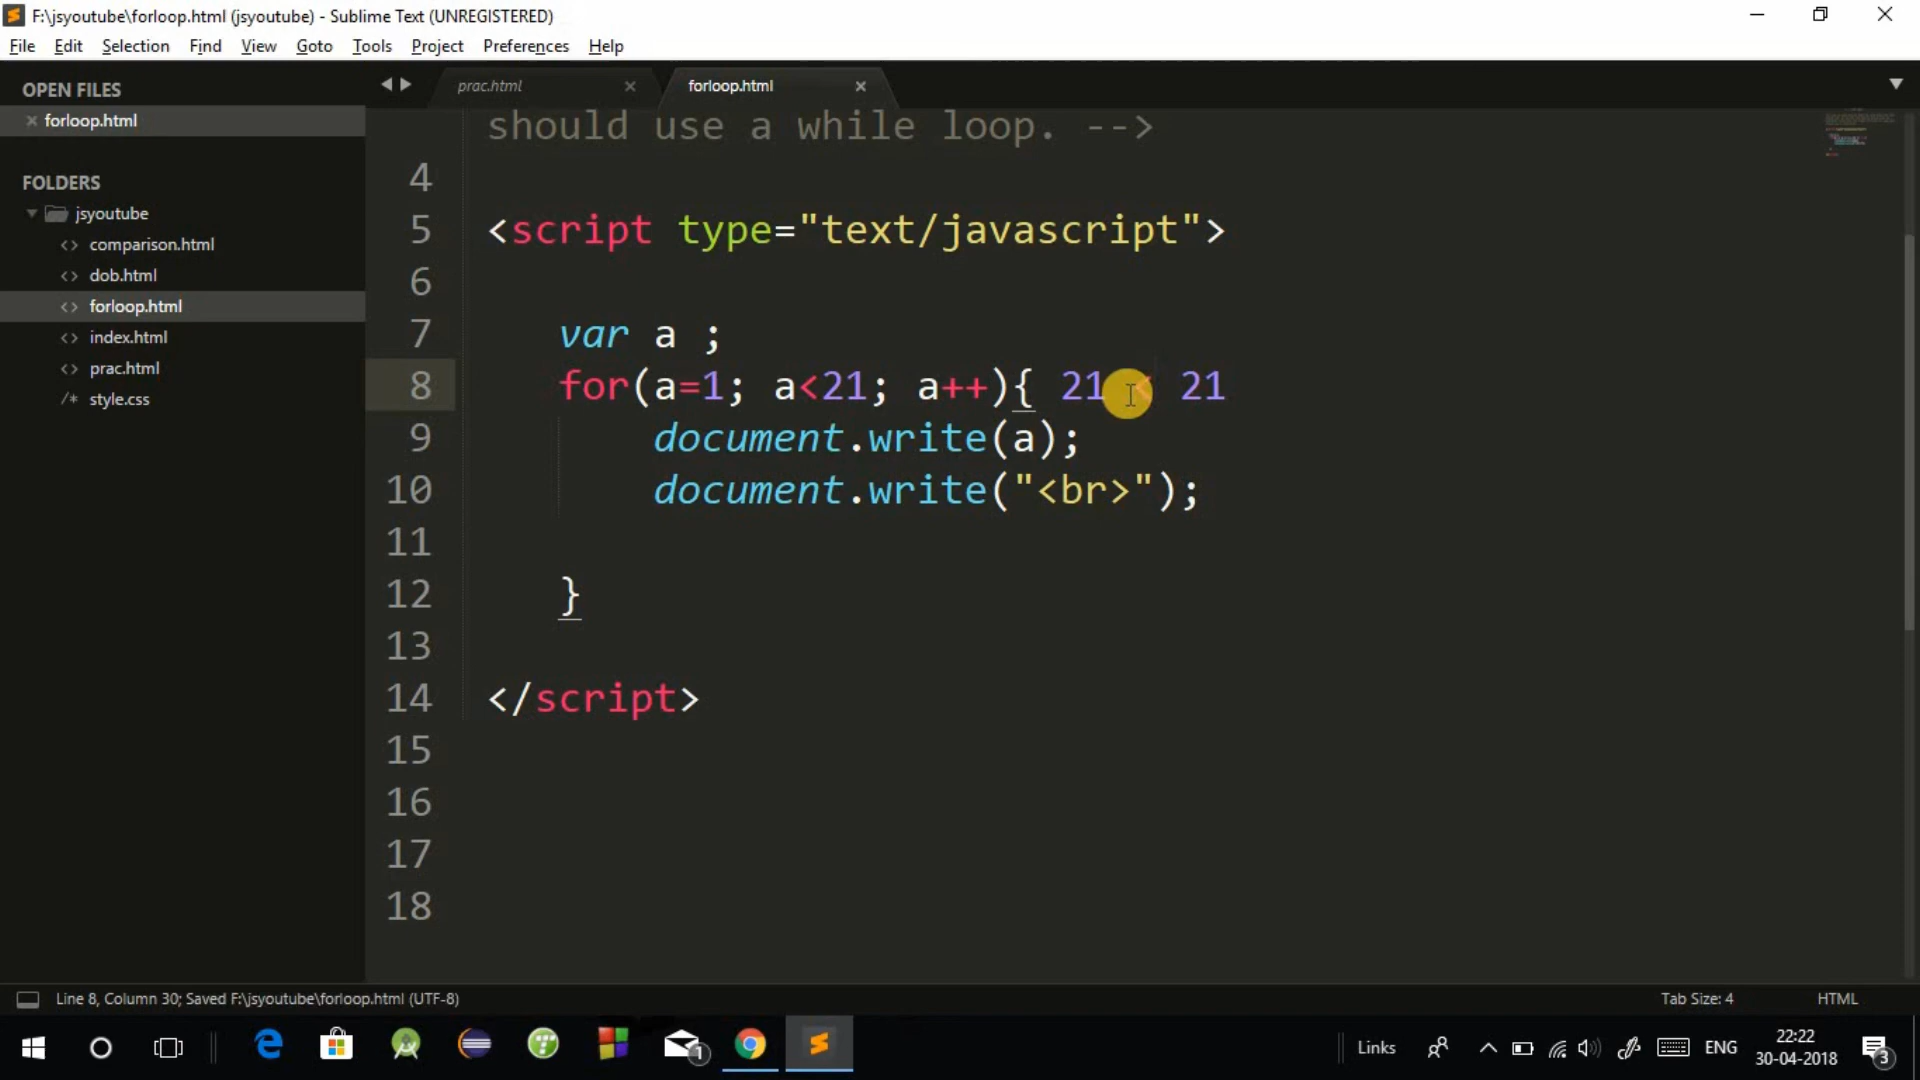 F:\jsyoutube\forloop.html (jsyoutube) - Sublime Text (UNREGISTERED)
File Edit Selection Find View Goto Tools Project Preferences Help
OPEN FILES
forloop.html
FOLDERS
jsyoutube
comparison.html
dob.html
forloop.html
index.html
prac.html
/* style.css
prac.html forloop.html
should use a while loop. -->
4
5 <script type="text/javascript">
6
7 var a ;
8 for(a=1; a<21; a++){ 21 < 21
9 document.write(a);
10 document.write("<br>");
11
12 }
13
14 </script>
15
16
17
18
Line 8, Column 30; Saved F:\jsyoutube\forloop.html (UTF-8) Tab Size: 4 HTML
1 Links ENG 22:22
30-04-2018 3